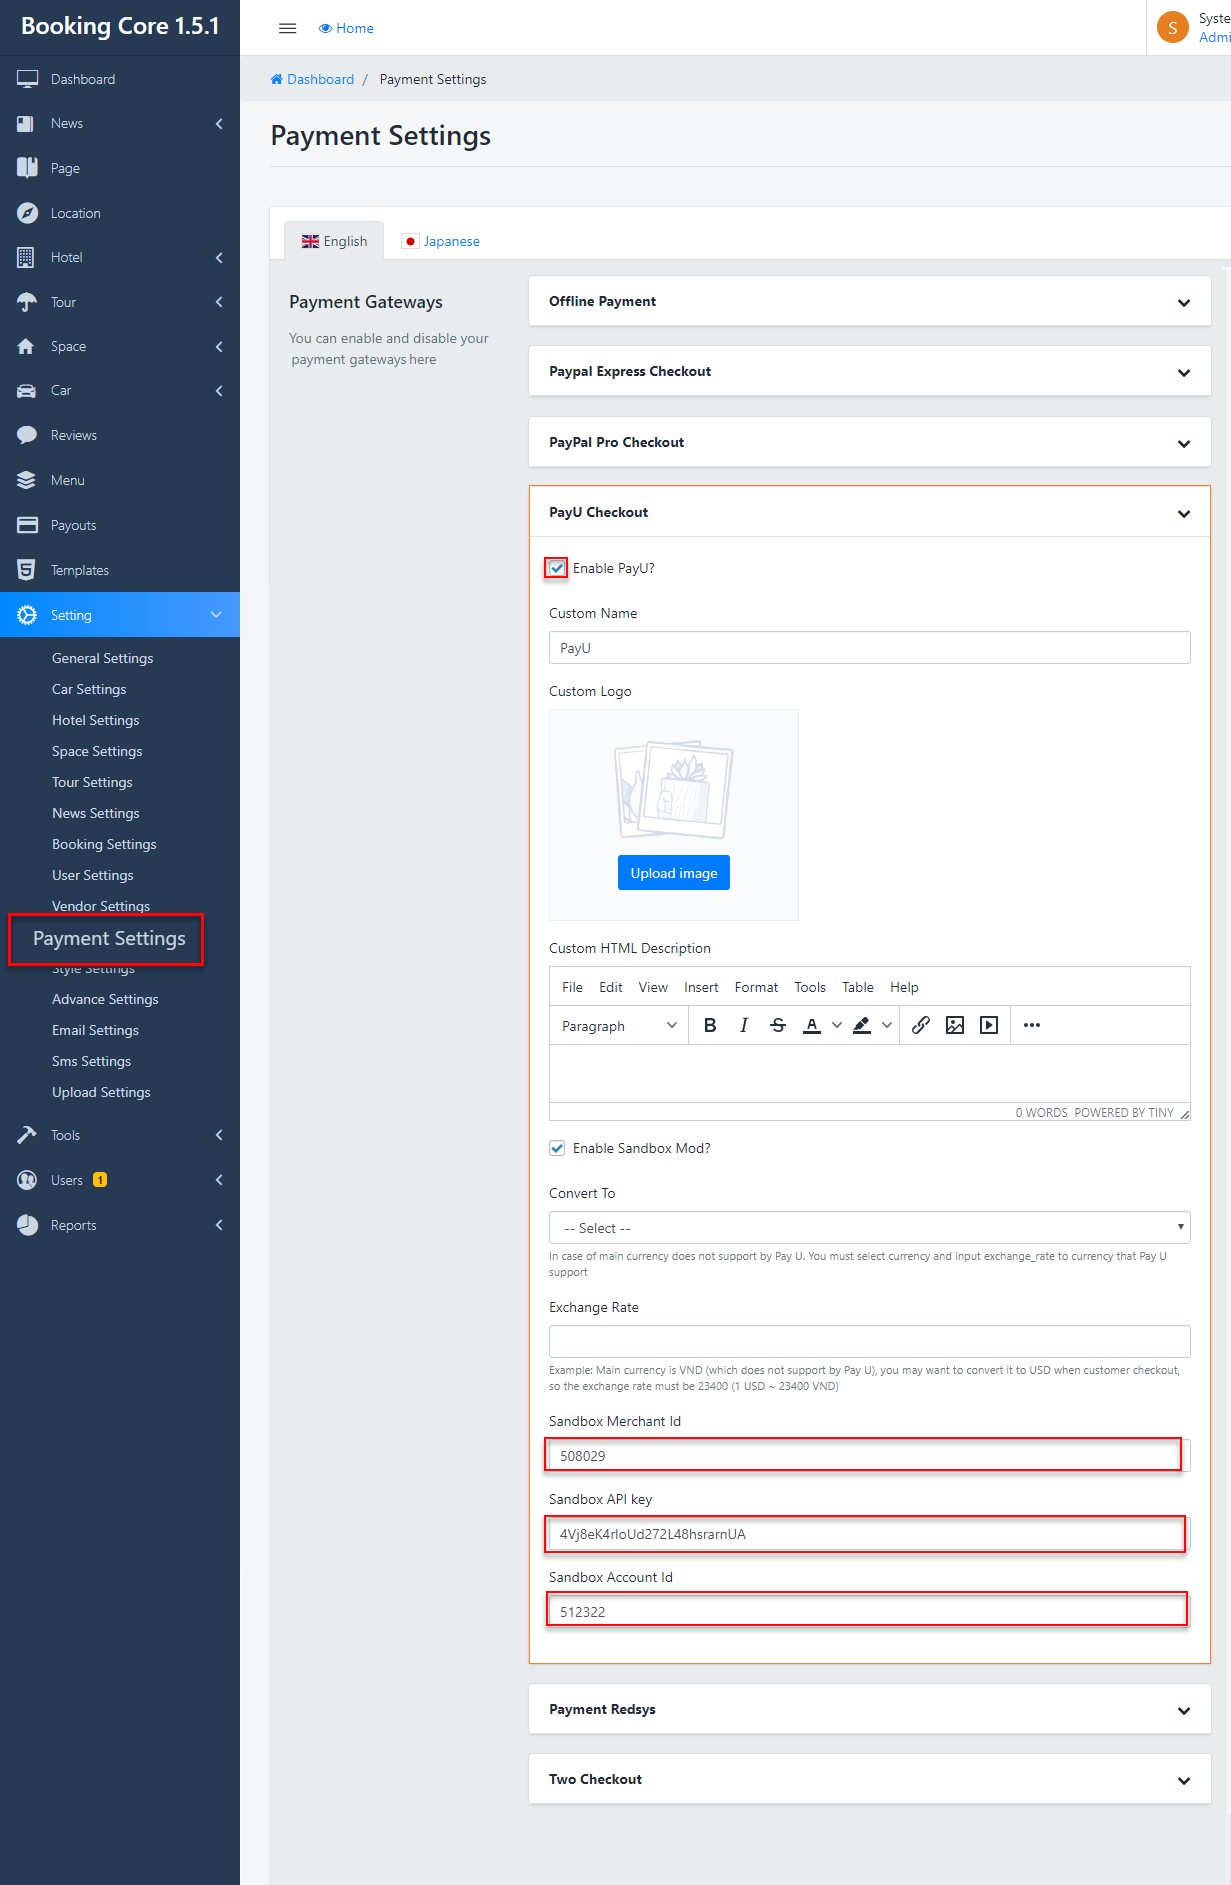 Booking Core 1.5.1
Home
S
Syste
Admi
Dashboard / Payment Settings
Payment Settings
Dashboard
News
Page
Location
Hotel
Tour
Space
Car
Reviews
Menu
Payouts
Templates
Setting
General Settings
Car Settings
Hotel Settings
Space Settings
Tour Settings
News Settings
Booking Settings
User Settings
Vendor Settings
Payment Settings
Style Settings
Advance Settings
Email Settings
Sms Settings
Upload Settings
Tools
Users 1
Reports
English Japanese
Payment Gateways
You can enable and disable your
payment gateways here
Offline Payment
Paypal Express Checkout
PayPal Pro Checkout
PayU Checkout
Enable PayU?
Custom Name
PayU
Custom Logo
Upload image
Custom HTML Description
File Edit View Insert Format Tools Table Help
Paragraph B I S A
0 WORDS POWERED BY TINY
Enable Sandbox Mod?
Convert To
-- Select --
In case of main currency does not support by Pay U. You must select currency and input exchange_rate to currency that Pay U
support
Exchange Rate
Example: Main currency is VND (which does not support by Pay U), you may want to convert it to USD when customer checkout,
so the exchange rate must be 23400 (1 USD ~ 23400 VND)
Sandbox Merchant Id
508029
Sandbox API key
4Vj8eK4rloUd272L48hsrarnUA
Sandbox Account Id
512322
Payment Redsys
Two Checkout